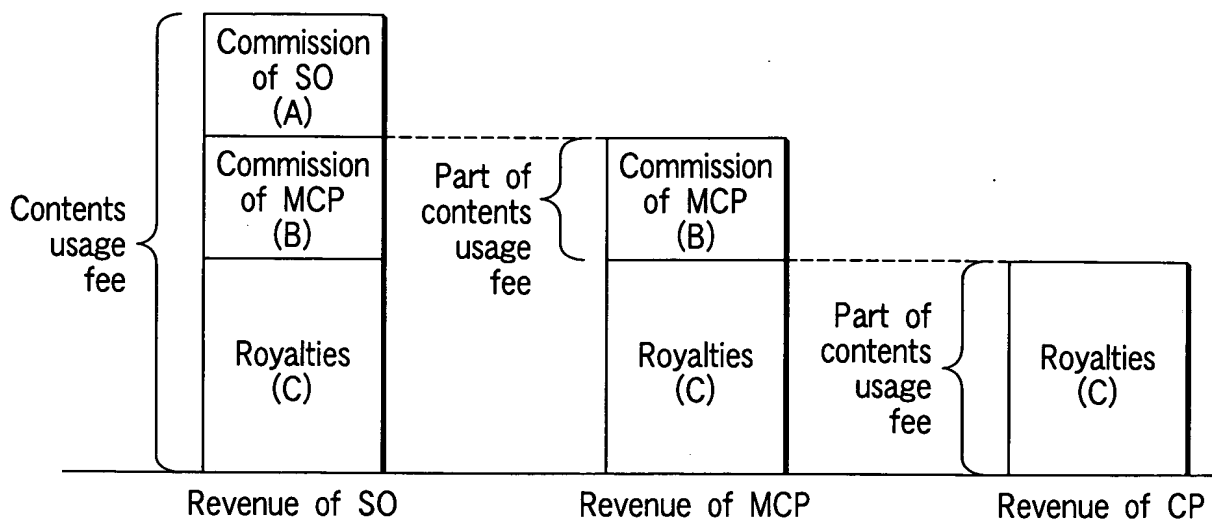 Commission
of SO
(A)
Commission
of MCP
(B)
Royalties
(C)
Contents
usage
fee
Revenue of SO
Part of
contents
usage
fee
Commission
of MCP
(B)
Royalties
(C)
Revenue of MCP
Part of
contents
usage
fee
Royalties
(C)
Revenue of CP